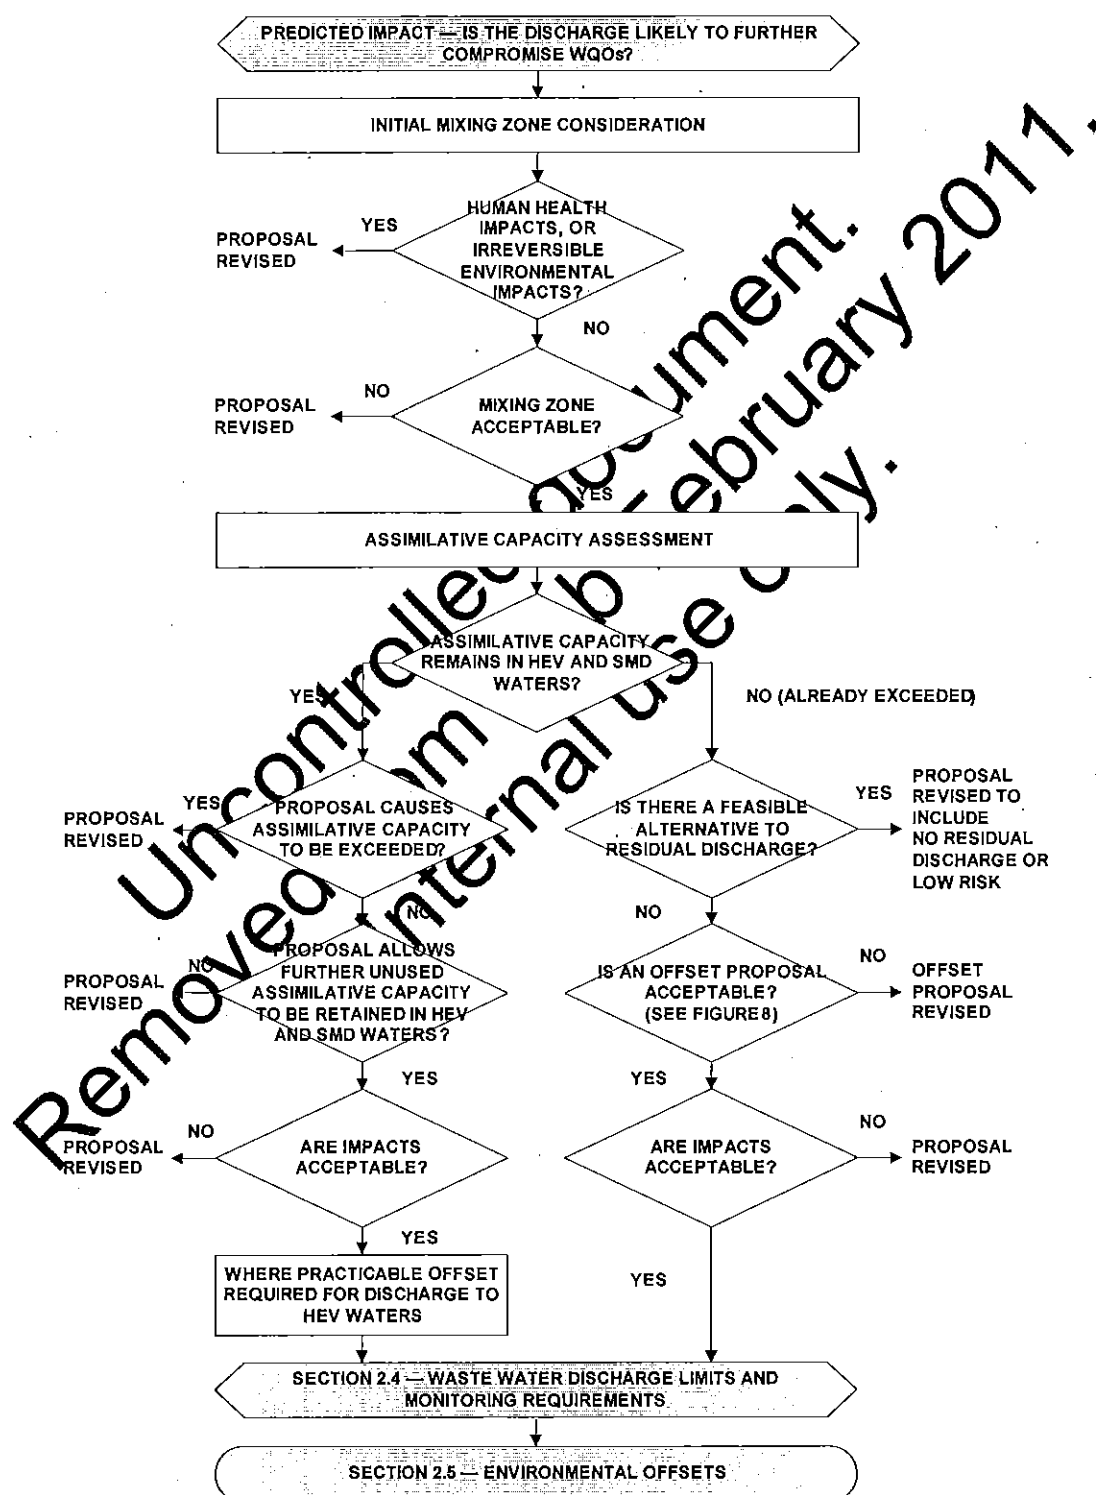 PREDICTED IMPACT — IS THE DISCHARGE LIKELY TO FURTHER
COMPROMISE WQOs?
INITIAL MIXING ZONE CONSIDERATION
HUMAN HEALTH
IMPACTS, OR
IRREVERSIBLE
ENVIRONMENTAL
IMPACTS?
YES
PROPOSAL
REVISED
NO
MIXING ZONE
ACCEPTABLE?
NO
PROPOSAL
REVISED
YES
ASSIMILATIVE CAPACITY ASSESSMENT
ASSIMILATIVE CAPACITY
REMAINS IN HEV AND SMD
WATERS?
YES
NO (ALREADY EXCEEDED)
PROPOSAL CAUSES
ASSIMILATIVE CAPACITY
TO BE EXCEEDED?
YES
PROPOSAL
REVISED
IS THERE A FEASIBLE
ALTERNATIVE TO
RESIDUAL DISCHARGE?
YES
PROPOSAL
REVISED TO
INCLUDE
NO RESIDUAL
DISCHARGE OR
LOW RISK
NO
NO
PROPOSAL ALLOWS
FURTHER UNUSED
ASSIMILATIVE CAPACITY
TO BE RETAINED IN HEV
AND SMD WATERS?
NO
PROPOSAL
REVISED
IS AN OFFSET PROPOSAL
ACCEPTABLE?
(SEE FIGURE 8)
NO
OFFSET
PROPOSAL
REVISED
YES
YES
ARE IMPACTS
ACCEPTABLE?
NO
PROPOSAL
REVISED
ARE IMPACTS
ACCEPTABLE?
NO
PROPOSAL
REVISED
YES
WHERE PRACTICABLE OFFSET
REQUIRED FOR DISCHARGE TO
HEV WATERS
YES
SECTION 2.4 — WASTE WATER DISCHARGE LIMITS AND
MONITORING REQUIREMENTS
SECTION 2.5 — ENVIRONMENTAL OFFSETS
Uncontrolled document.
Removed February 2011.
use